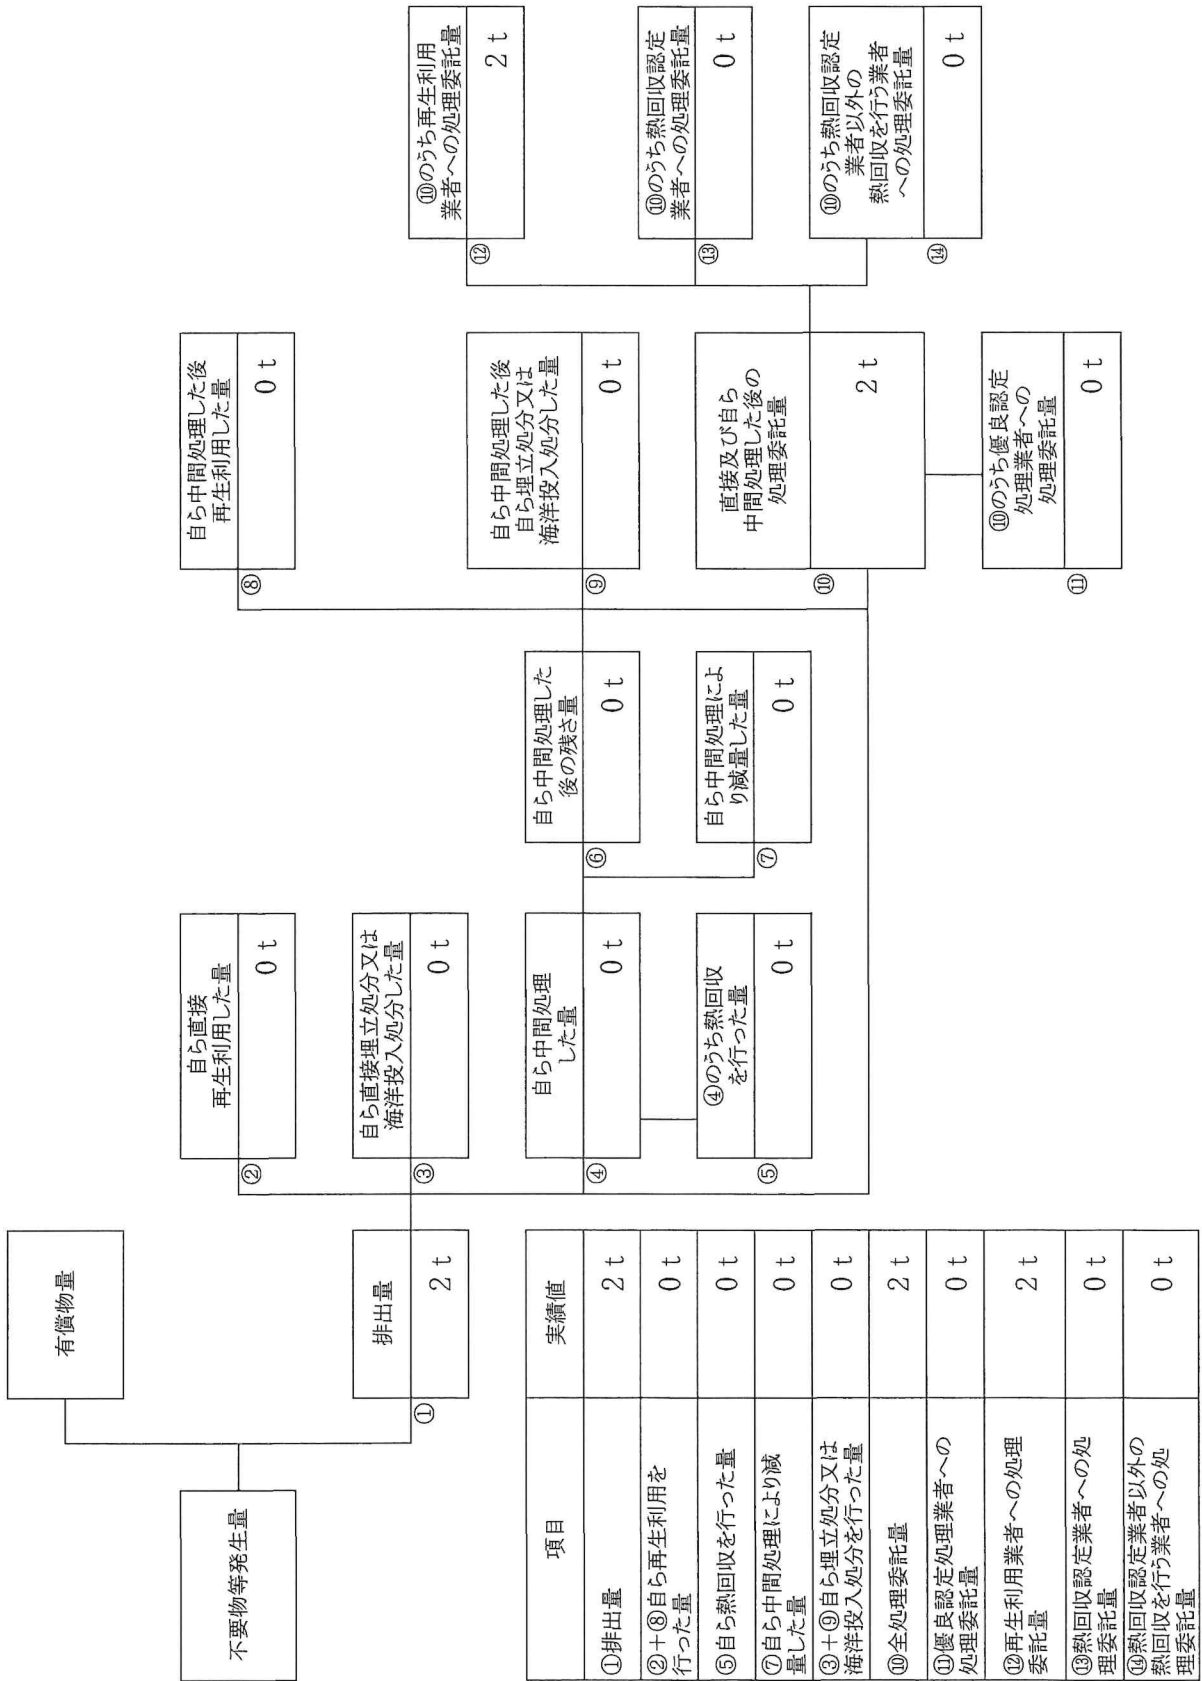 不要物等発生量
有償物量
①
排出量
2 t
②
自ら直接
再生利用した量
0 t
③
自ら直接埋立処分又は
海洋投入処分した量
0 t
④
自ら中間処理
した量
0 t
⑤
④のうち熱回収
を行った量
0 t
⑥
自ら中間処理した
後の残さ量
0 t
⑦
自ら中間処理によ
り減量した量
0 t
⑧
自ら中間処理した後
再生利用した量
0 t
⑨
自ら中間処理した後
自ら埋立処分又は
海洋投入処分した量
0 t
⑩
直接及び自ら
中間処理した後の
処理委託量
2 t
⑪
⑩のうち優良認定
処理業者への
処理委託量
0 t
⑫
⑩のうち再生利用
業者への処理委託量
2 t
⑬
⑩のうち熱回収認定
業者への処理委託量
0 t
⑭
⑩のうち熱回収認定
業者以外の
熱回収を行う業者
への処理委託量
0 t
項目 実績値
①排出量 2 t
②+⑧自ら再生利用を
行った量 0 t
⑤自ら熱回収を行った量 0 t
⑦自ら中間処理により減
量した量 0 t
③+⑨自ら埋立処分又は
海洋投入処分を行った量 0 t
⑩全処理委託量 2 t
⑪優良認定処理業者への
処理委託量 0 t
⑫再生利用業者への処理
委託量 2 t
⑬熱回収認定業者への処
理委託量 0 t
⑭熱回収認定業者以外の
熱回収を行う業者への処
理委託量 0 t